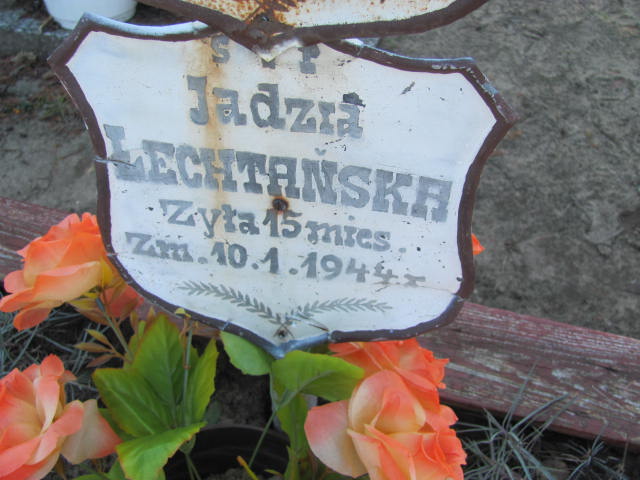 Ś P
Jadzia
LECHTAŃSKA
Żyła 15 mies.
Zm. 10.1.1944 r